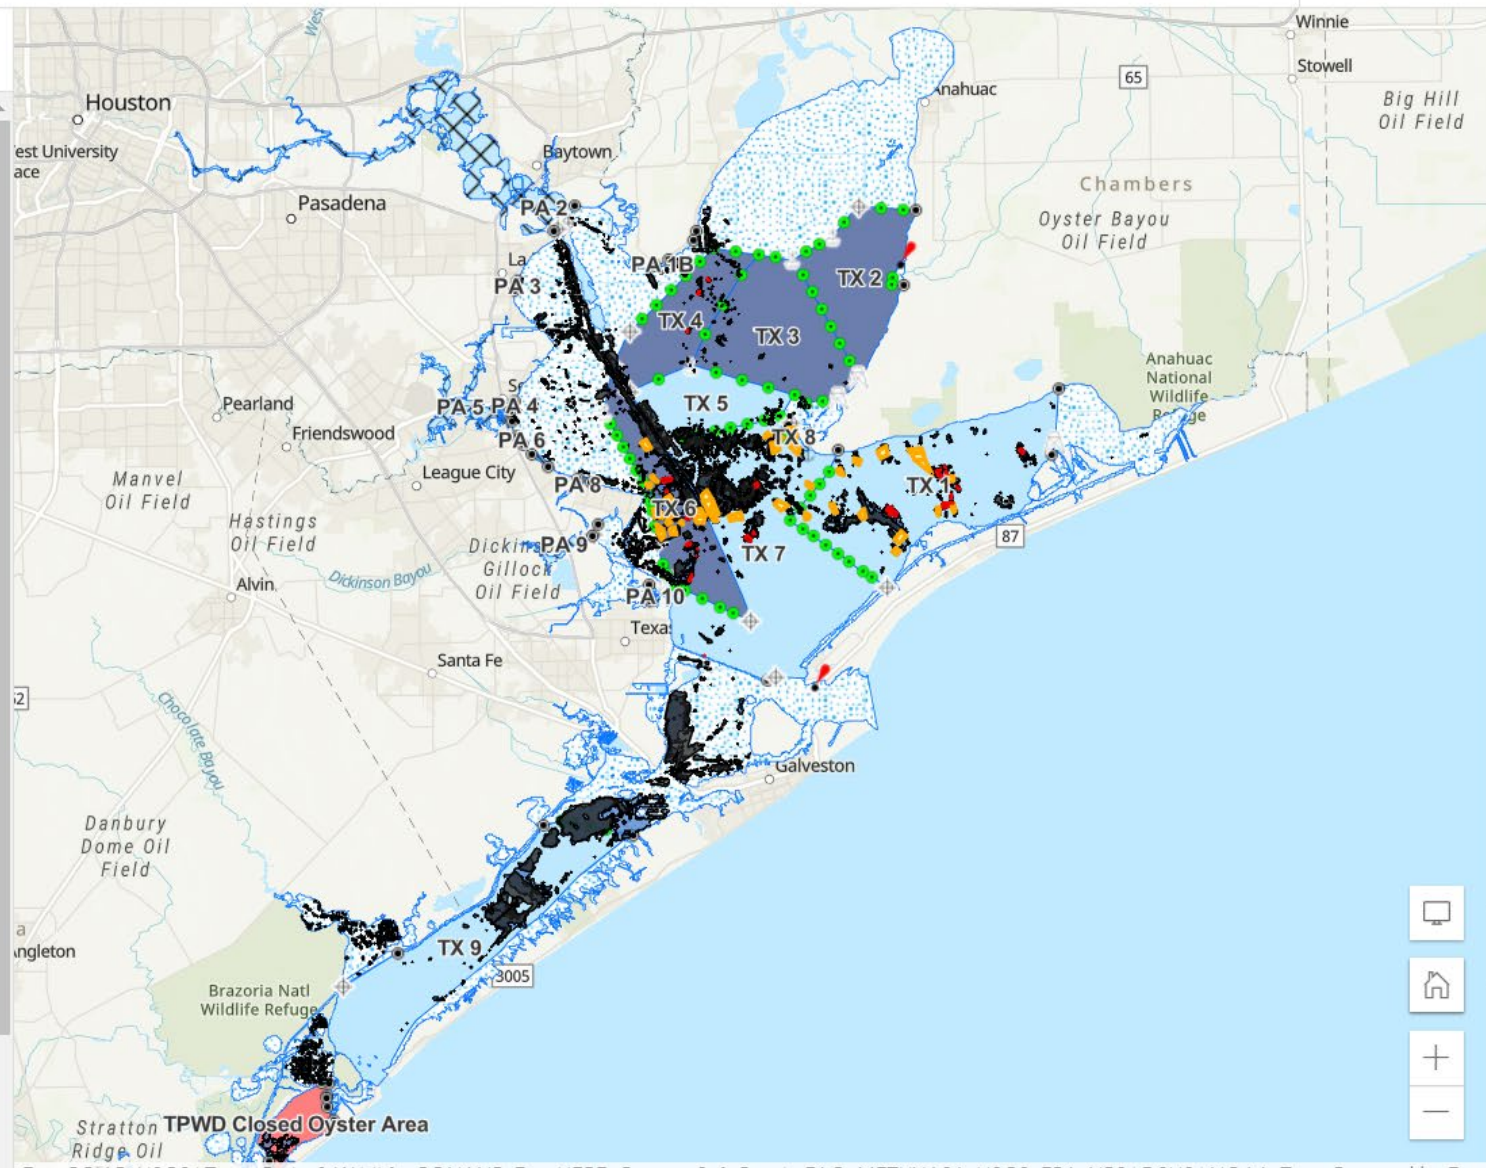 Winnie
Stowell
65
Anahuac
Houston
Big Hill
Oil Field
est University
ace
Baytown
Pasadena
Chambers
PA 2
Oyster Bayou
Oil Field
La
PA 1B
PA 3
TX 2
TX 4
TX 3
Anahuac
National
Wildlife
Refuge
Pearland
PA 5
PA 4
TX 5
Friendswood
PA 6
TX 8
League City
Manvel
Oil Field
PA 8
TX 1
TX 6
Hastings
Oil Field
87
PA 9
TX 7
Gillock
Oil Field
Dickinson Bayou
Alvin
PA 10
Texas
Santa Fe
Chocolate Bayou
Galveston
Danbury
Dome Oil
Field
TX 9
Angleton
3005
Brazoria Natl
Wildlife Refuge
TPWD Closed Oyster Area
Stratton
Ridge Oil